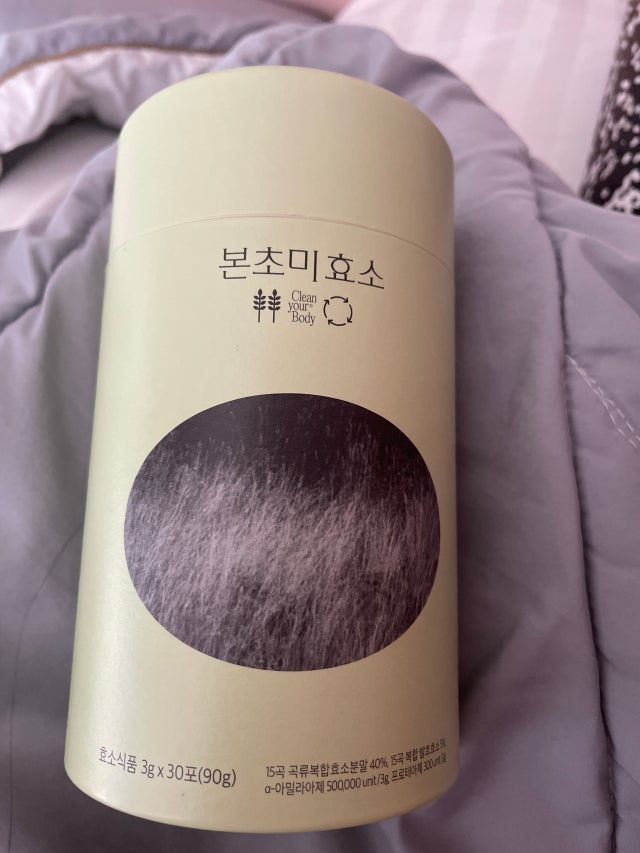 본초미효소
Clean
your®
Body
효소식품 3g x 30포(90g)
15곡 곡류복합효소분말 40%, 15곡 복합 발효효소 5%
α-아밀라아제 500,000 unit/3g 프로테아제 300 unit/3g